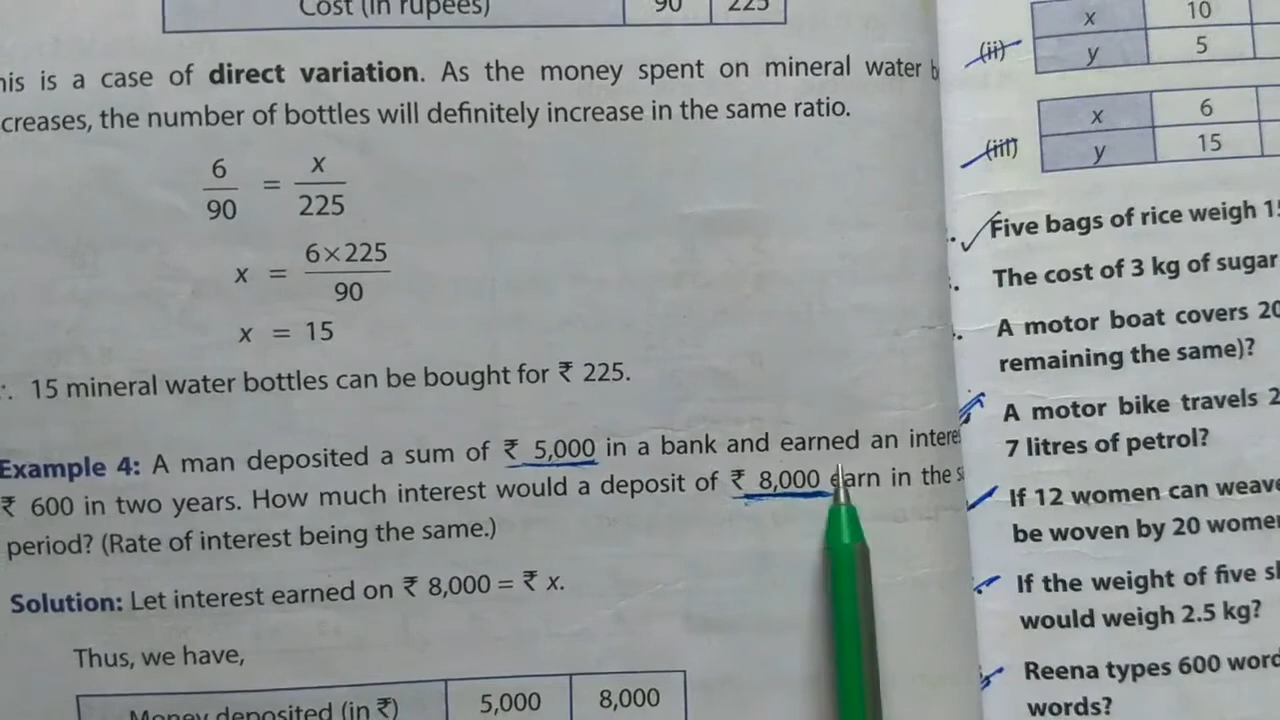 Cost (in rupees) 90 225
his is a case of direct variation. As the money spent on mineral water b
creases, the number of bottles will definitely increase in the same ratio.
6/90 = x/225
x = 6×225/90
x = 15
∴ 15 mineral water bottles can be bought for ₹ 225.
Example 4: A man deposited a sum of ₹ 5,000 in a bank and earned an intere
₹ 600 in two years. How much interest would a deposit of ₹ 8,000 earn in the s
period? (Rate of interest being the same.)
Solution: Let interest earned on ₹ 8,000 = ₹ x.
Thus, we have,
Money deposited (in ₹) 5,000 8,000
(ii) x 10
y 5
(iii) x 6
y 15
Five bags of rice weigh 1
The cost of 3 kg of sugar
A motor boat covers 20
remaining the same)?
A motor bike travels 2
7 litres of petrol?
If 12 women can weave
be woven by 20 women
If the weight of five s
would weigh 2.5 kg?
Reena types 600 word
words?